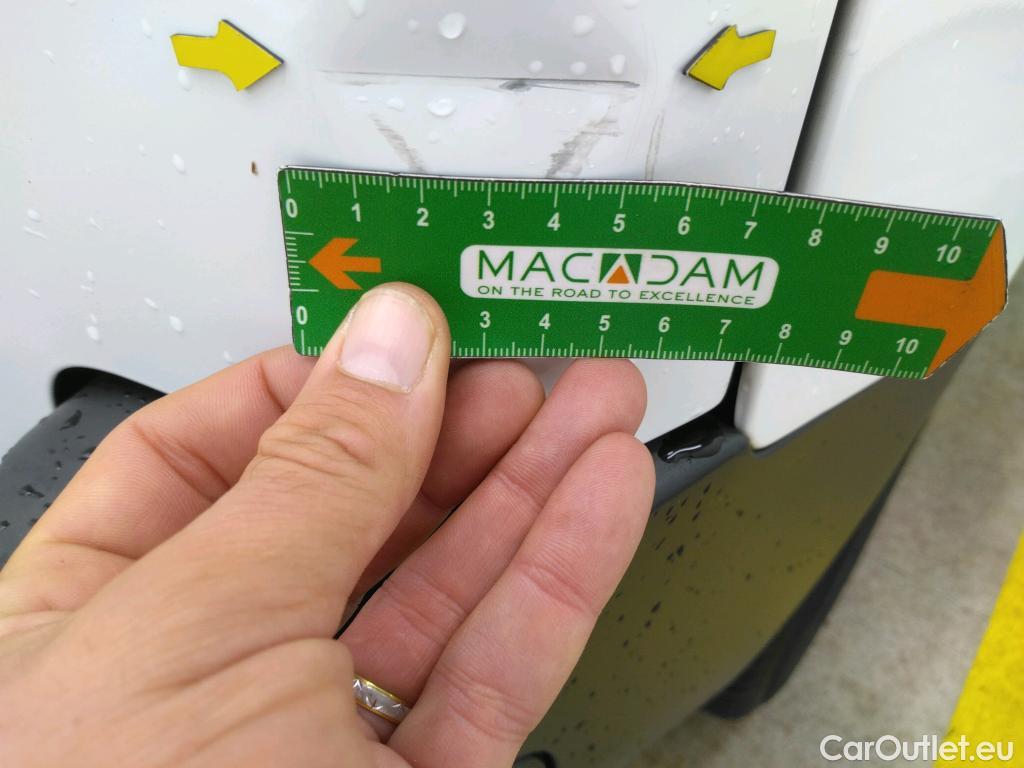 0 1 2 3 4 5 6 7 8 9 10
MACADAM
ON THE ROAD TO EXCELLENCE
0 3 4 5 6 7 8 9 10
CarOutlet.eu